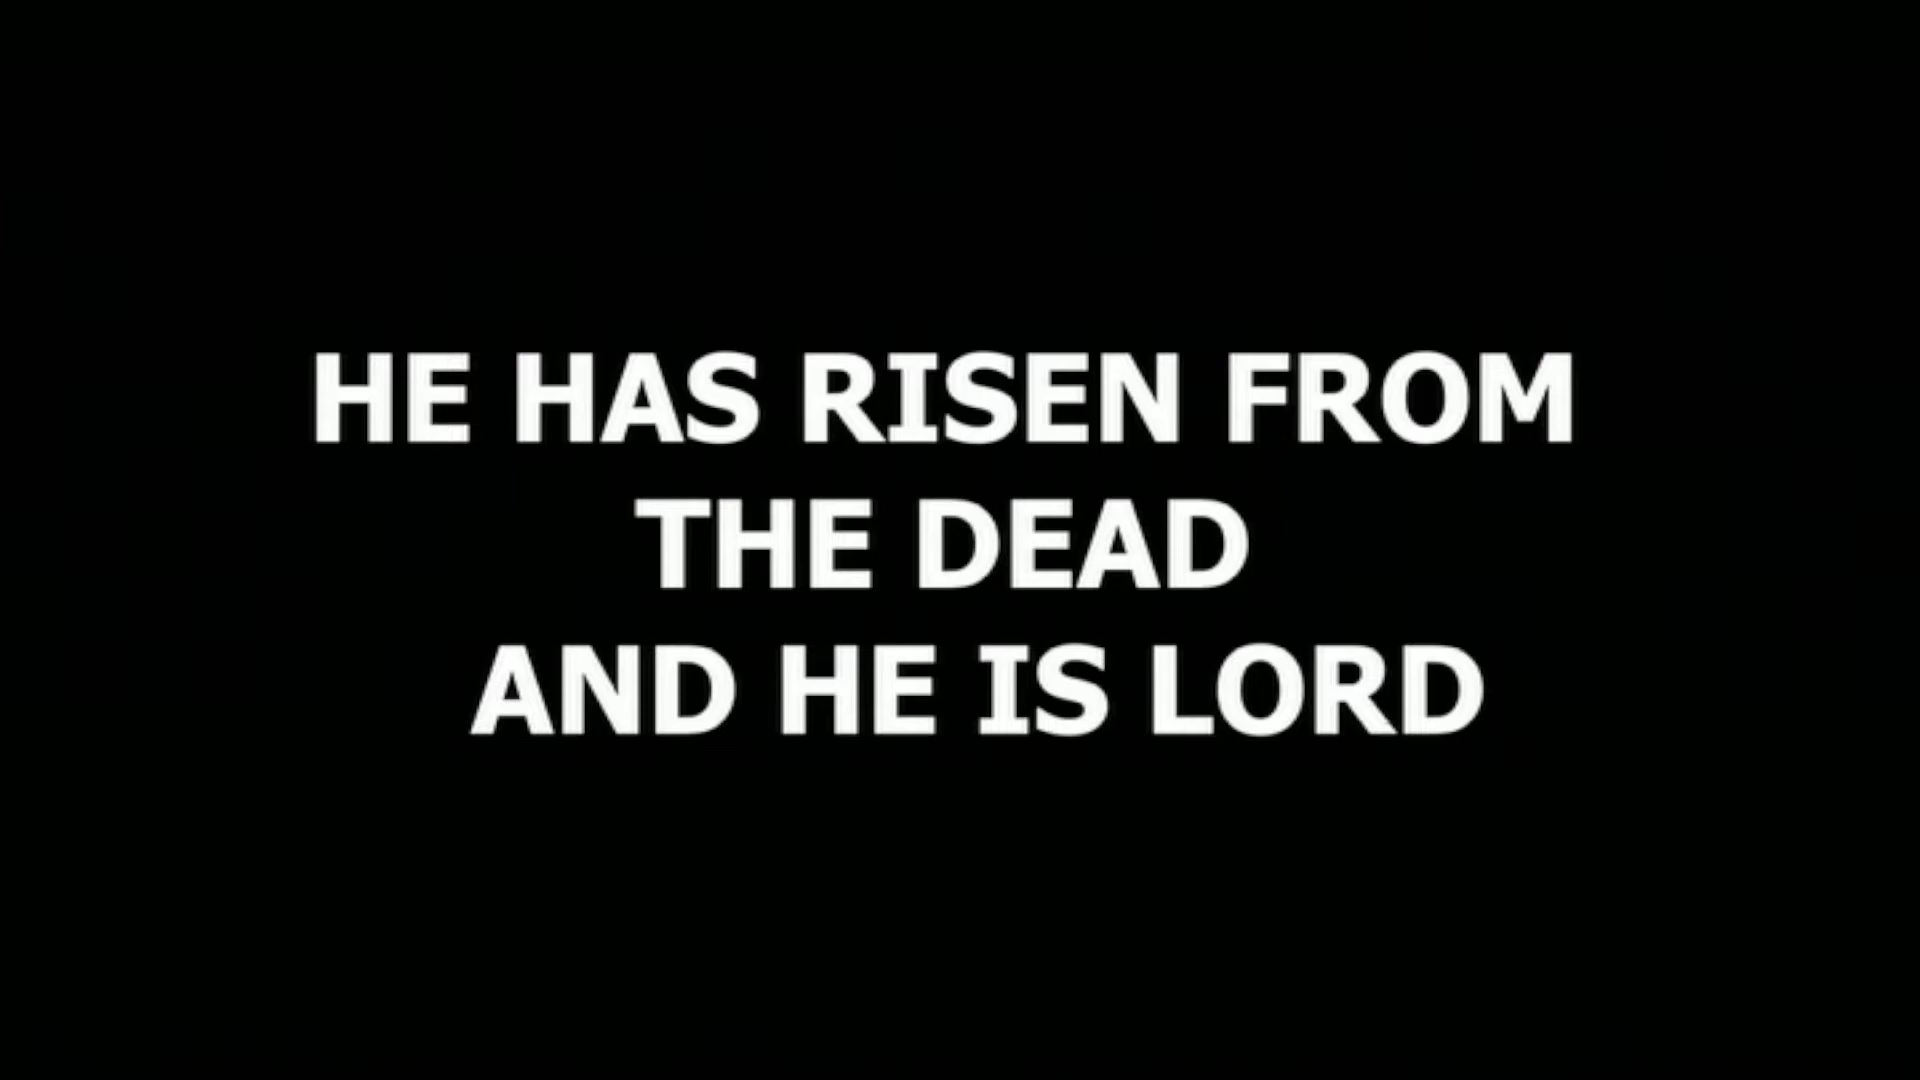 HE HAS RISEN FROM
THE DEAD
AND HE IS LORD